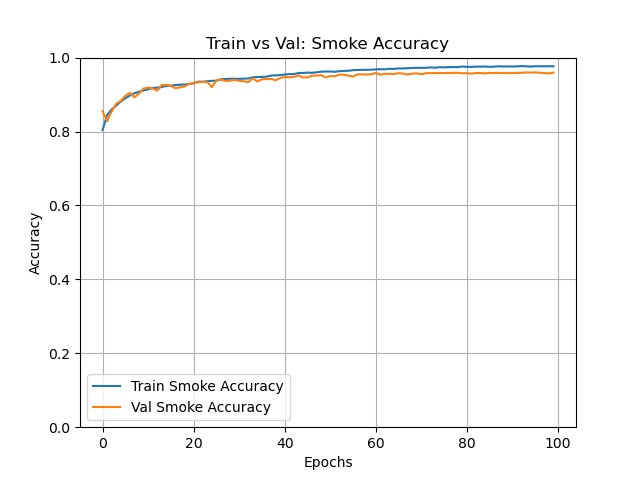 Train vs Val: Smoke Accuracy
1.0
0.8
0.6
0.4
0.2
0.0
Accuracy
Train Smoke Accuracy
Val Smoke Accuracy
0 20 40 60 80 100
Epochs